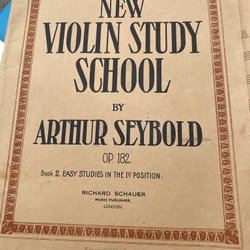 NEW
VIOLIN STUDY
SCHOOL
BY
ARTHUR SEYBOLD
OP. 182.
BOOK II. EASY STUDIES IN THE 1ST POSITION.
RICHARD SCHAUER
MUSIC PUBLISHER,
LONDON.